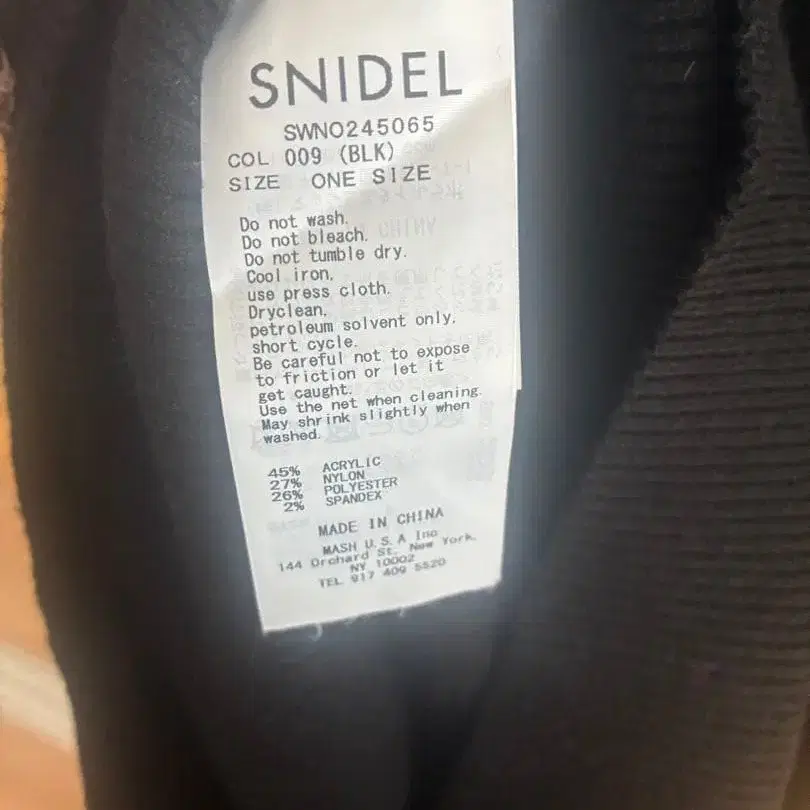 SNIDEL
SWNO245065
COL 009 (BLK)
SIZE ONE SIZE
Do not wash.
Do not bleach.
Do not tumble dry.
Cool iron.
use press cloth.
Dryclean.
petroleum solvent only.
short cycle.
Be careful not to expose
to friction or let it
get caught.
Use the net when cleaning.
May shrink slightly when
washed.
45% ACRYLIC
27% NYLON
26% POLYESTER
2% SPANDEX
MADE IN CHINA
MASH U.S.A Inc
144 Orchard St. New York,
NY 10002
TEL 917 409 5520